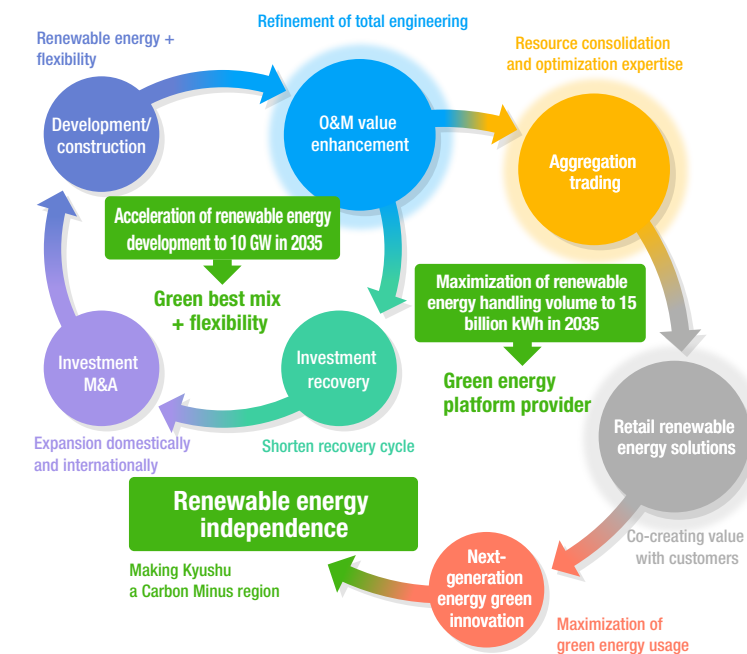 Refinement of total engineering
Renewable energy +
flexibility
Resource consolidation
and optimization expertise
Development/
construction
O&M value
enhancement
Aggregation
trading
Acceleration of renewable energy
development to 10 GW in 2035
Green best mix
+ flexibility
Maximization of renewable
energy handling volume to 15
billion kWh in 2035
Green energy
platform provider
Investment
M&A
Investment
recovery
Retail renewable
energy solutions
Expansion domestically
and internationally
Shorten recovery cycle
Renewable energy
independence
Making Kyushu
a Carbon Minus region
Next-
generation
energy green
innovation
Co-creating value
with customers
Maximization of
green energy usage